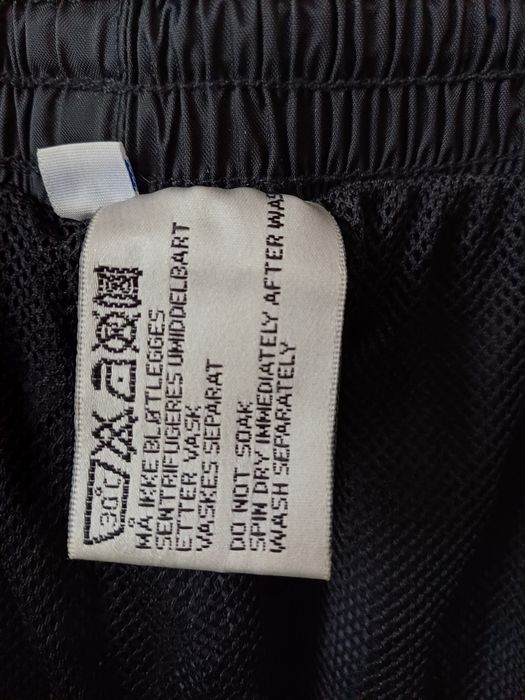 30°C
MÅ IKKE BLØTLEGGES
SENTRIFUGERES UMIDDELBART
ETTER VASK
VASKES SEPARAT
DO NOT SOAK
SPIN DRY IMMEDIATELY AFTER WAS
WASH SEPARATELY